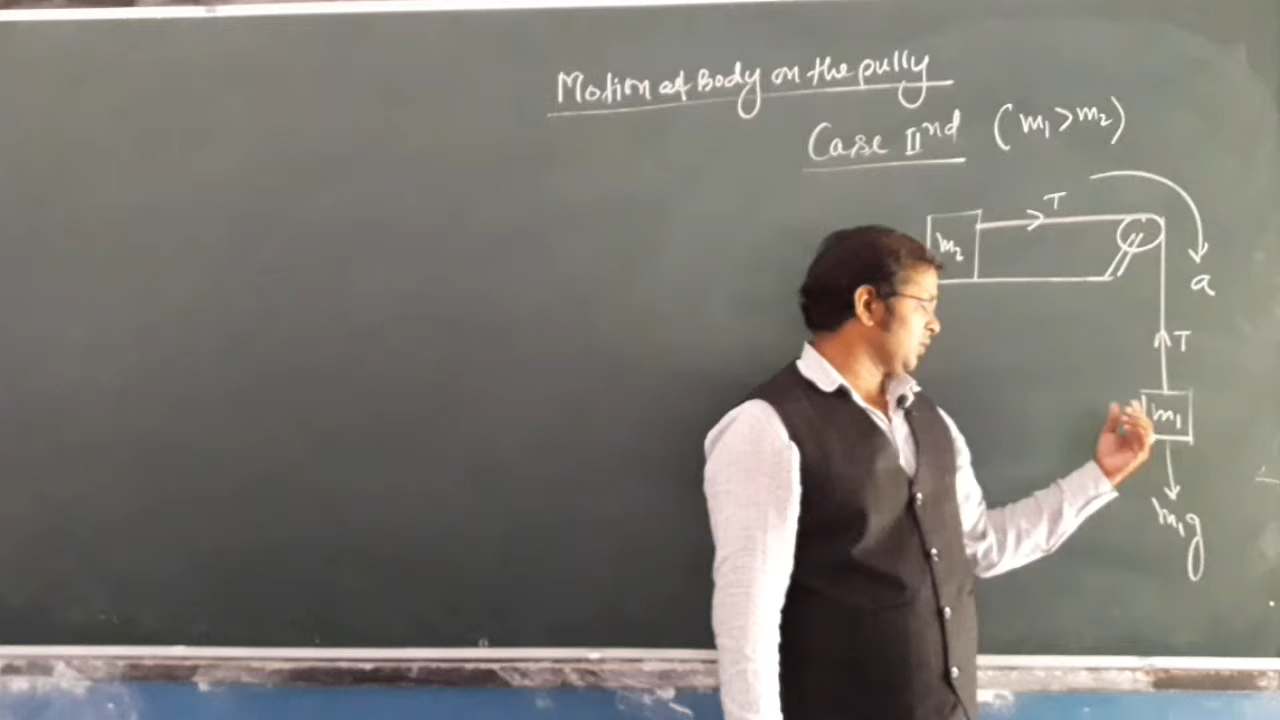 Motion of Body on the pully
Case IInd (m₁>m₂)
T
m₂
a
T
m₁
m₁g